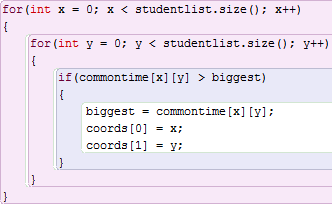 for(int x = 0; x < studentlist.size(); x++)
{
for(int y = 0; y < studentlist.size(); y++)
{
if(commontime[x][y] > biggest)
{
biggest = commontime[x][y];
coords[0] = x;
coords[1] = y;
}
}
}